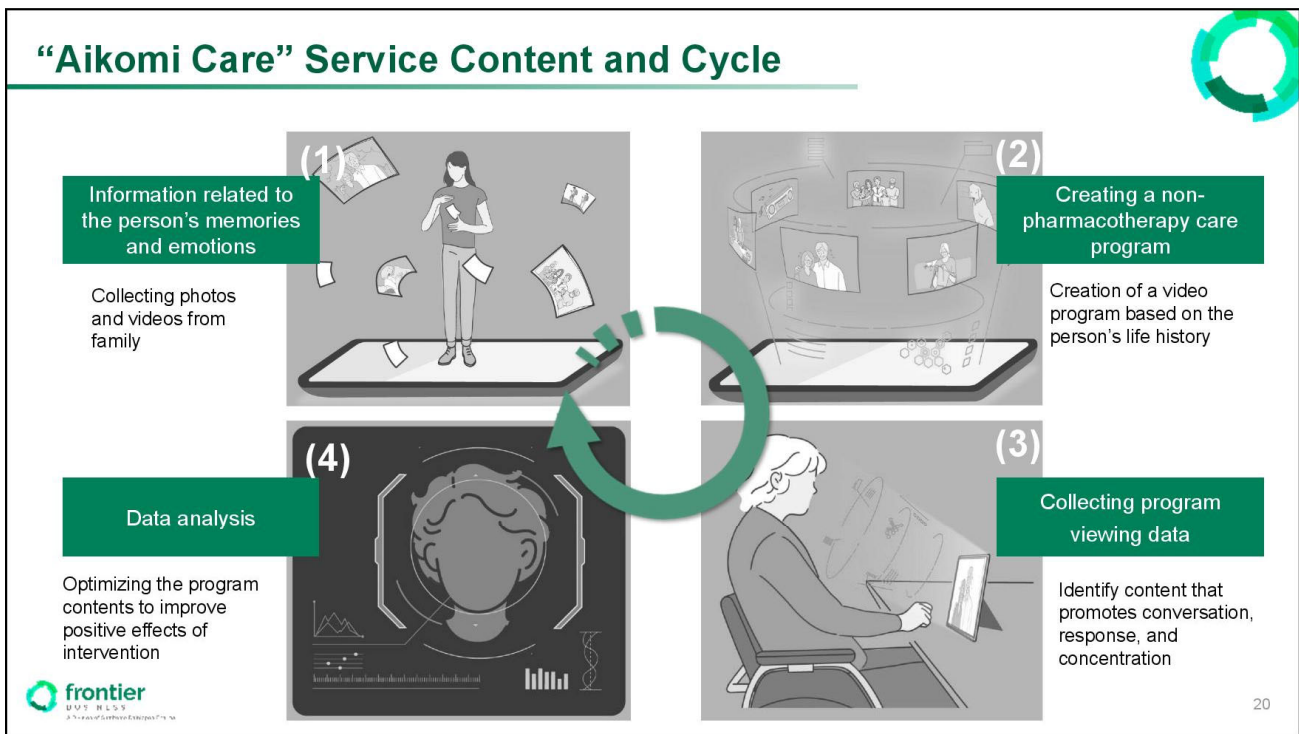 “Aikomi Care” Service Content and Cycle
(1)
Information related to
the person’s memories
and emotions
Collecting photos
and videos from
family
(2)
Creating a non-
pharmacotherapy care
program
Creation of a video
program based on the
person’s life history
(3)
Collecting program
viewing data
Identify content that
promotes conversation,
response, and
concentration
(4)
Data analysis
Optimizing the program
contents to improve
positive effects of
intervention
frontier
20